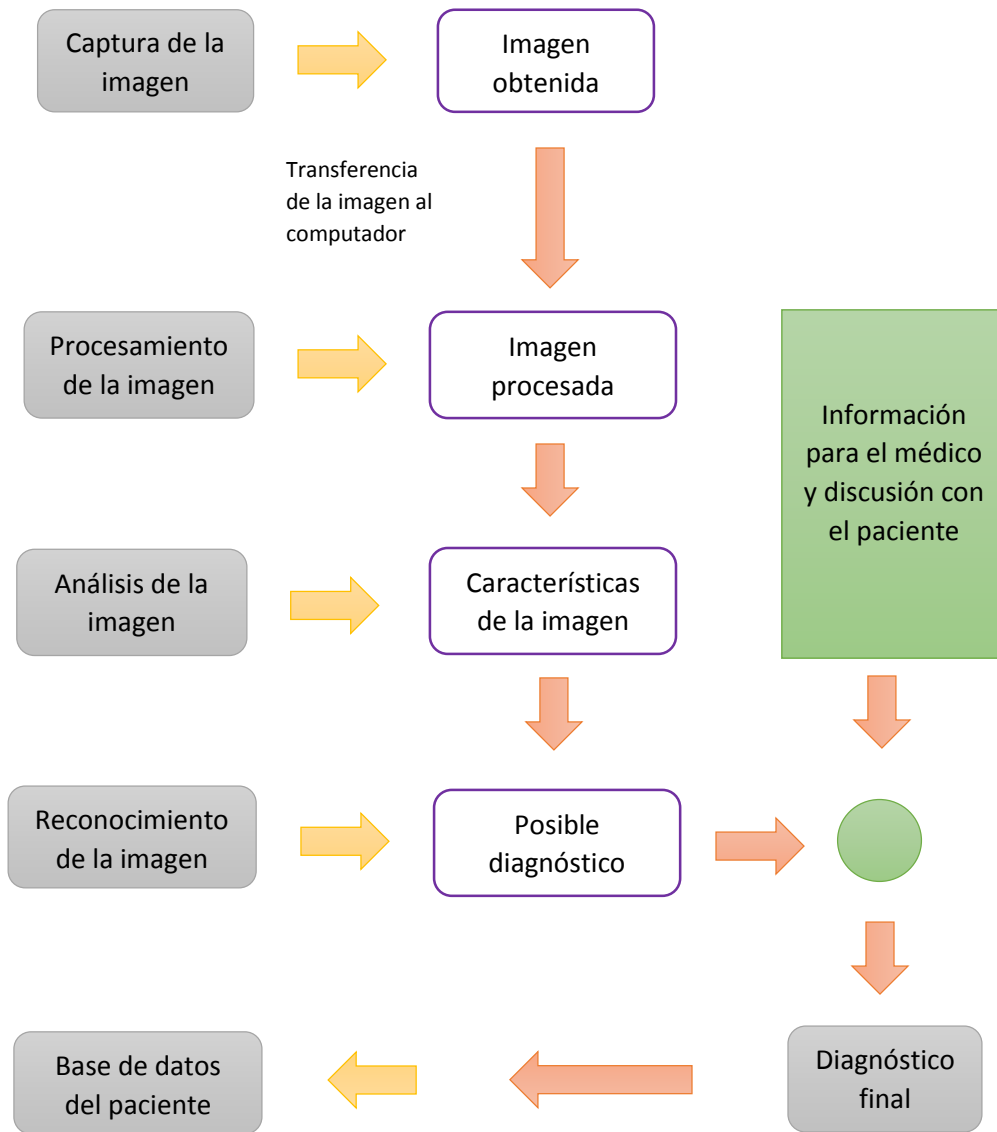 Captura de la
imagen
Imagen
obtenida
Transferencia
de la imagen al
computador
Procesamiento
de la imagen
Imagen
procesada
Información
para el médico
y discusión con
el paciente
Análisis de la
imagen
Característícas
de la imagen
Reconocimiento
de la imagen
Posible
diagnóstico
Base de datos
del paciente
Diagnóstico
final